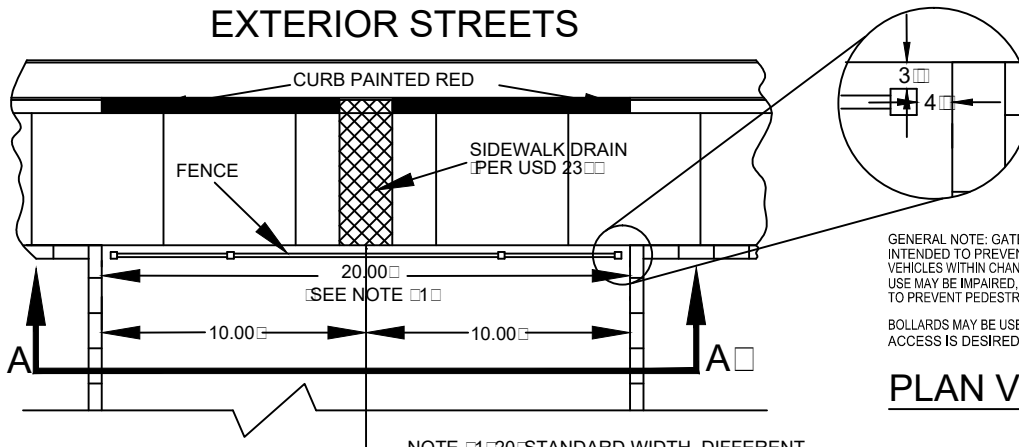 EXTERIOR STREETS
CURB PAINTED RED
3□□
4□□
SIDEWALK DRAIN
□PER USD 23□□
FENCE
20.00□
□SEE NOTE □1□
10.00□
10.00□
A
A□
GENERAL NOTE: GATE
INTENDED TO PREVEN
VEHICLES WITHIN CHAN
USE MAY BE IMPAIRED,
TO PREVENT PEDESTR
BOLLARDS MAY BE USE
ACCESS IS DESIRED
PLAN V
NOTE □1□20□STANDARD WIDTH. DIFFERENT